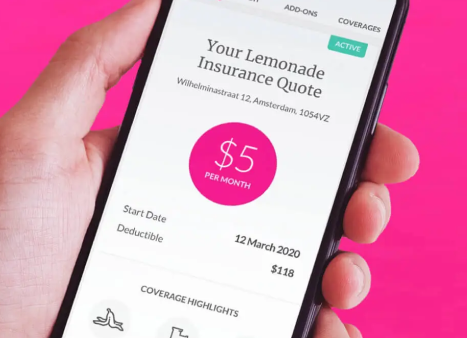 ADD-ONS
COVERAGES
ACTIVE
Your Lemonade
Insurance Quote
Wilhelminastraat 12, Amsterdam, 1054VZ
$5
PER MONTH
Start Date
12 March 2020
Deductible
$118
COVERAGE HIGHLIGHTS